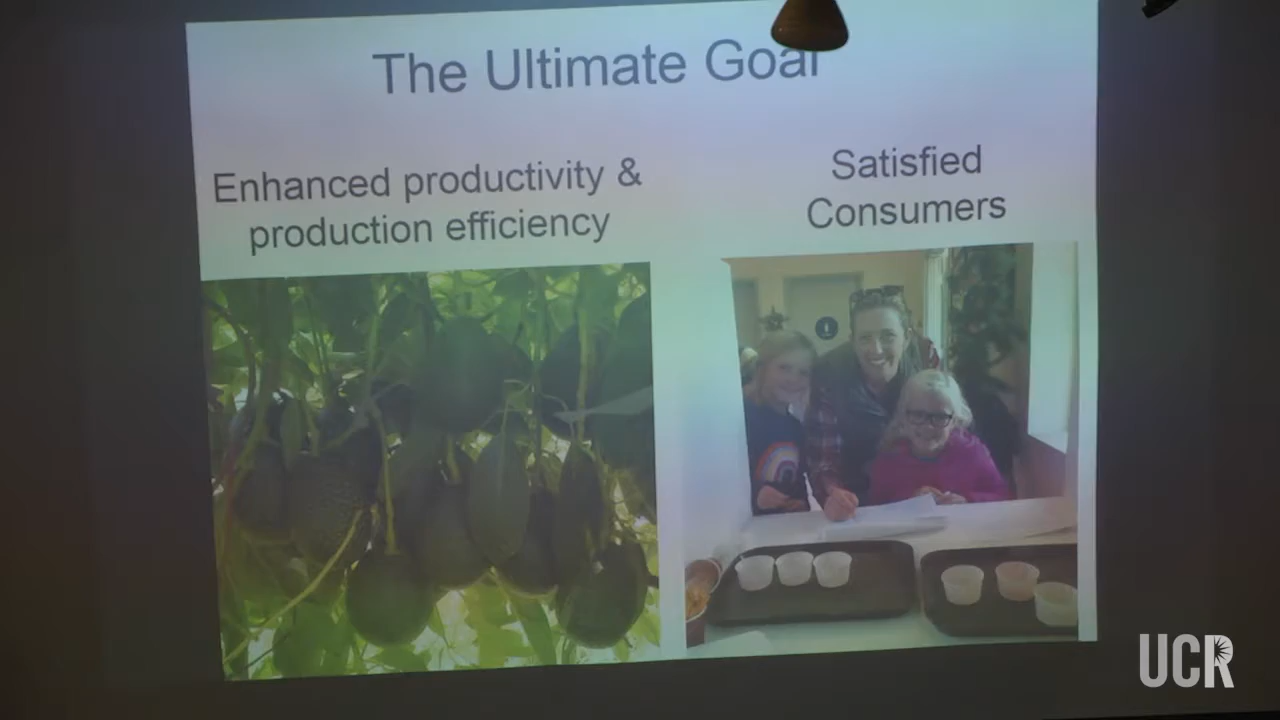 The Ultimate Goal
Enhanced productivity &
production efficiency
Satisfied
Consumers
UCR